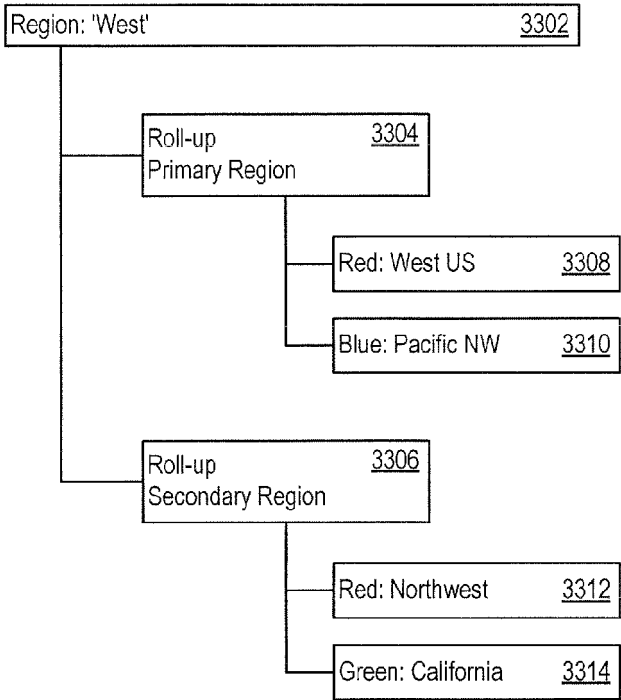 Region: 'West' 3302
Roll-up 3304
Primary Region
Red: West US 3308
Blue: Pacific NW 3310
Roll-up 3306
Secondary Region
Red: Northwest 3312
Green: California 3314